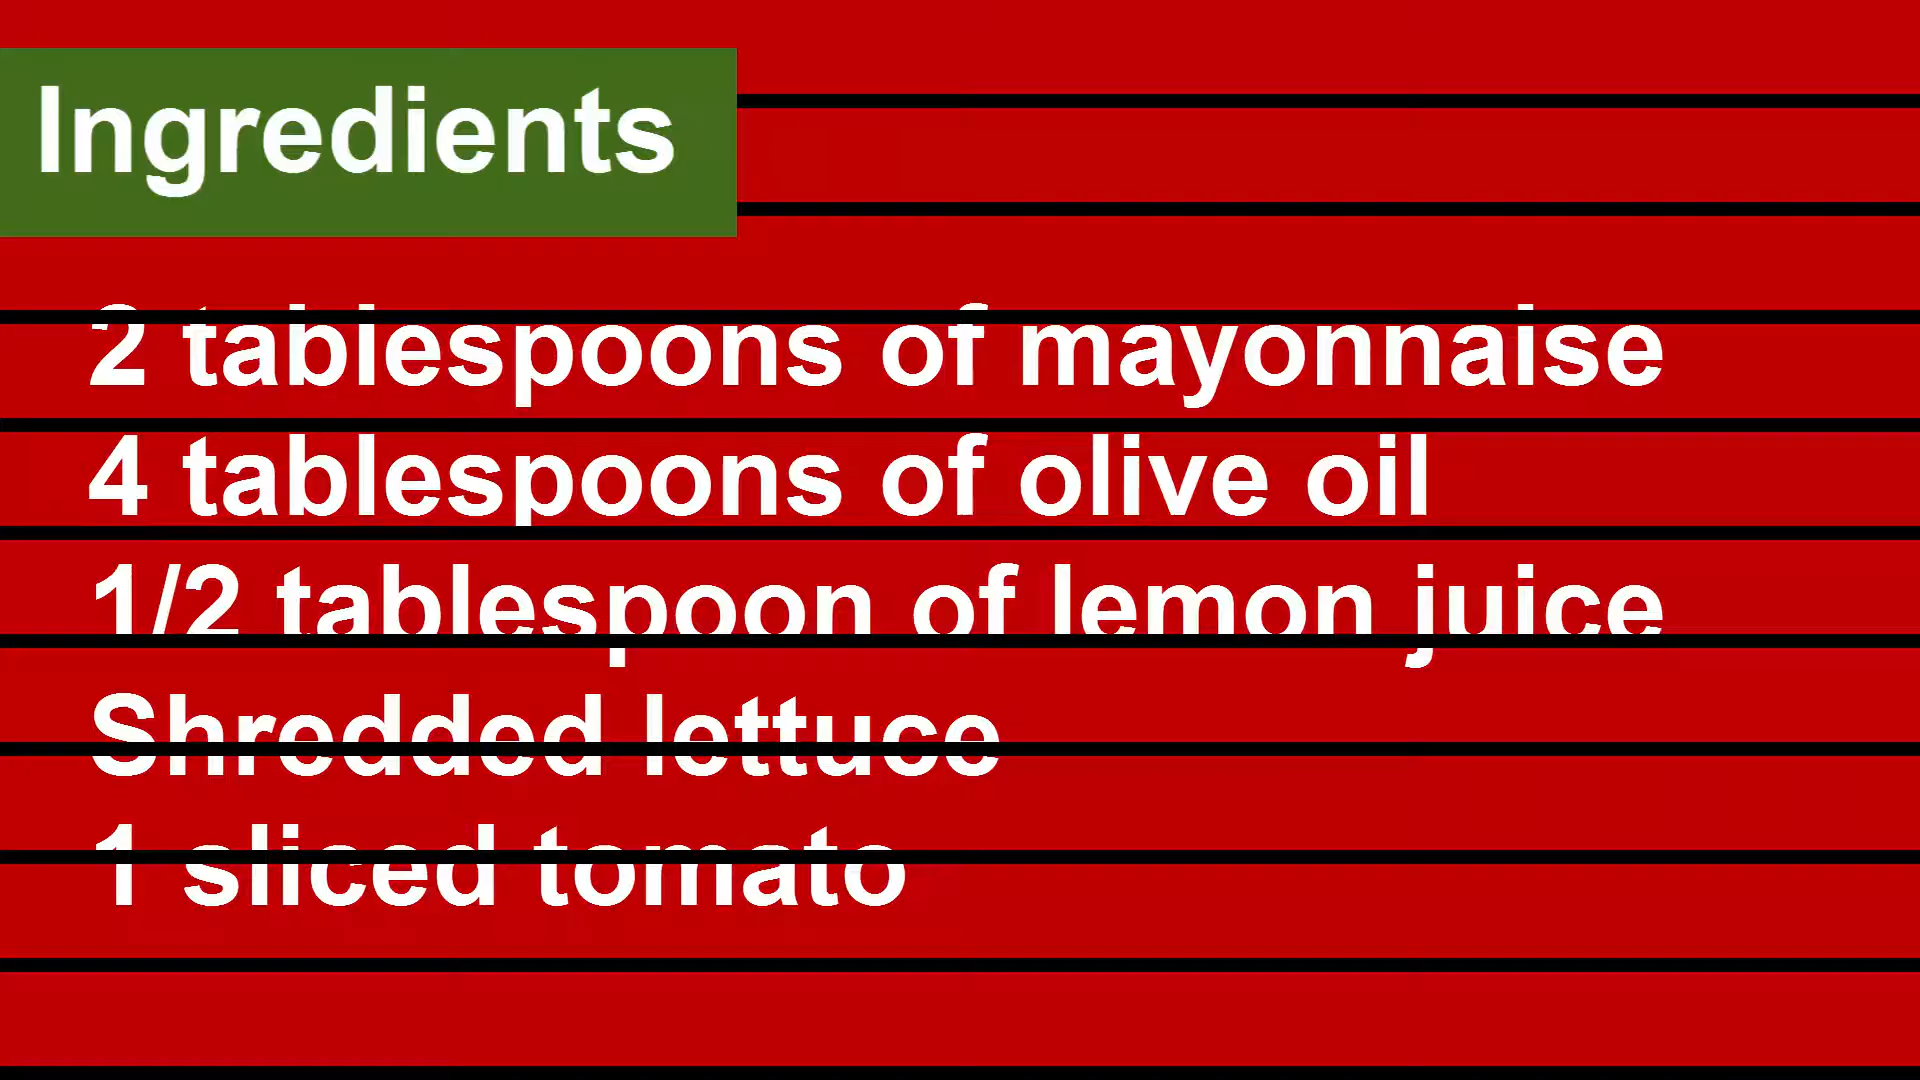 Ingredients
2 tablespoons of mayonnaise
4 tablespoons of olive oil
1/2 tablespoon of lemon juice
Shredded lettuce
1 sliced tomato